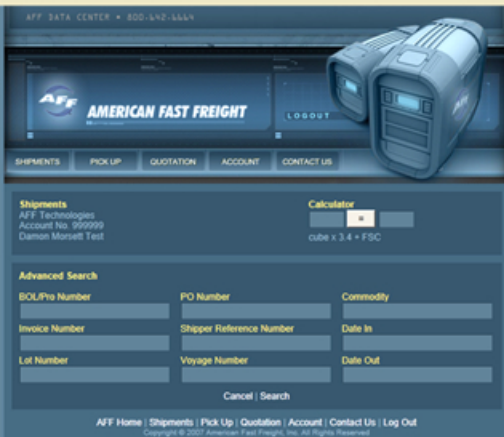 AFF DATA CENTER • 800-642-6664
AFF AMERICAN FAST FREIGHT
LOGOUT
SHIPMENTS PICK UP QUOTATION ACCOUNT CONTACT US
Shipments Calculator
AFF Technologies =
Account No. 999999
Damon Morsett Test cube x 3.4 + FSC
Advanced Search
BOL/Pro Number PO Number Commodity
Invoice Number Shipper Reference Number Date In
Lot Number Voyage Number Date Out
Cancel | Search
AFF Home | Shipments | Pick Up | Quotation | Account | Contact Us | Log Out
Copyright © 2007 American Fast Freight, Inc. All Rights Reserved